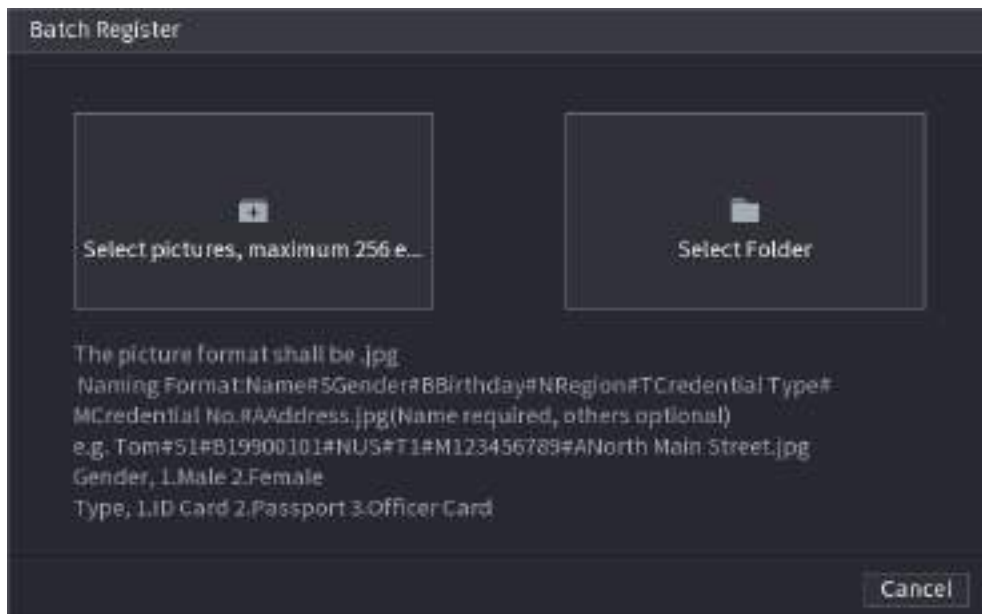 Batch Register
Select pictures, maximum 256 e...
Select Folder
The picture format shall be .jpg
Naming Format:Name#SGender#BBirthday#NRegion#TCredential Type#
MCredential No.#AAddress.jpg(Name required, others optional)
e.g. Tom#S1#B19900101#NUS#T1#M123456789#ANorth Main Street.jpg
Gender, 1.Male 2.Female
Type, 1.ID Card 2.Passport 3.Officer Card
Cancel